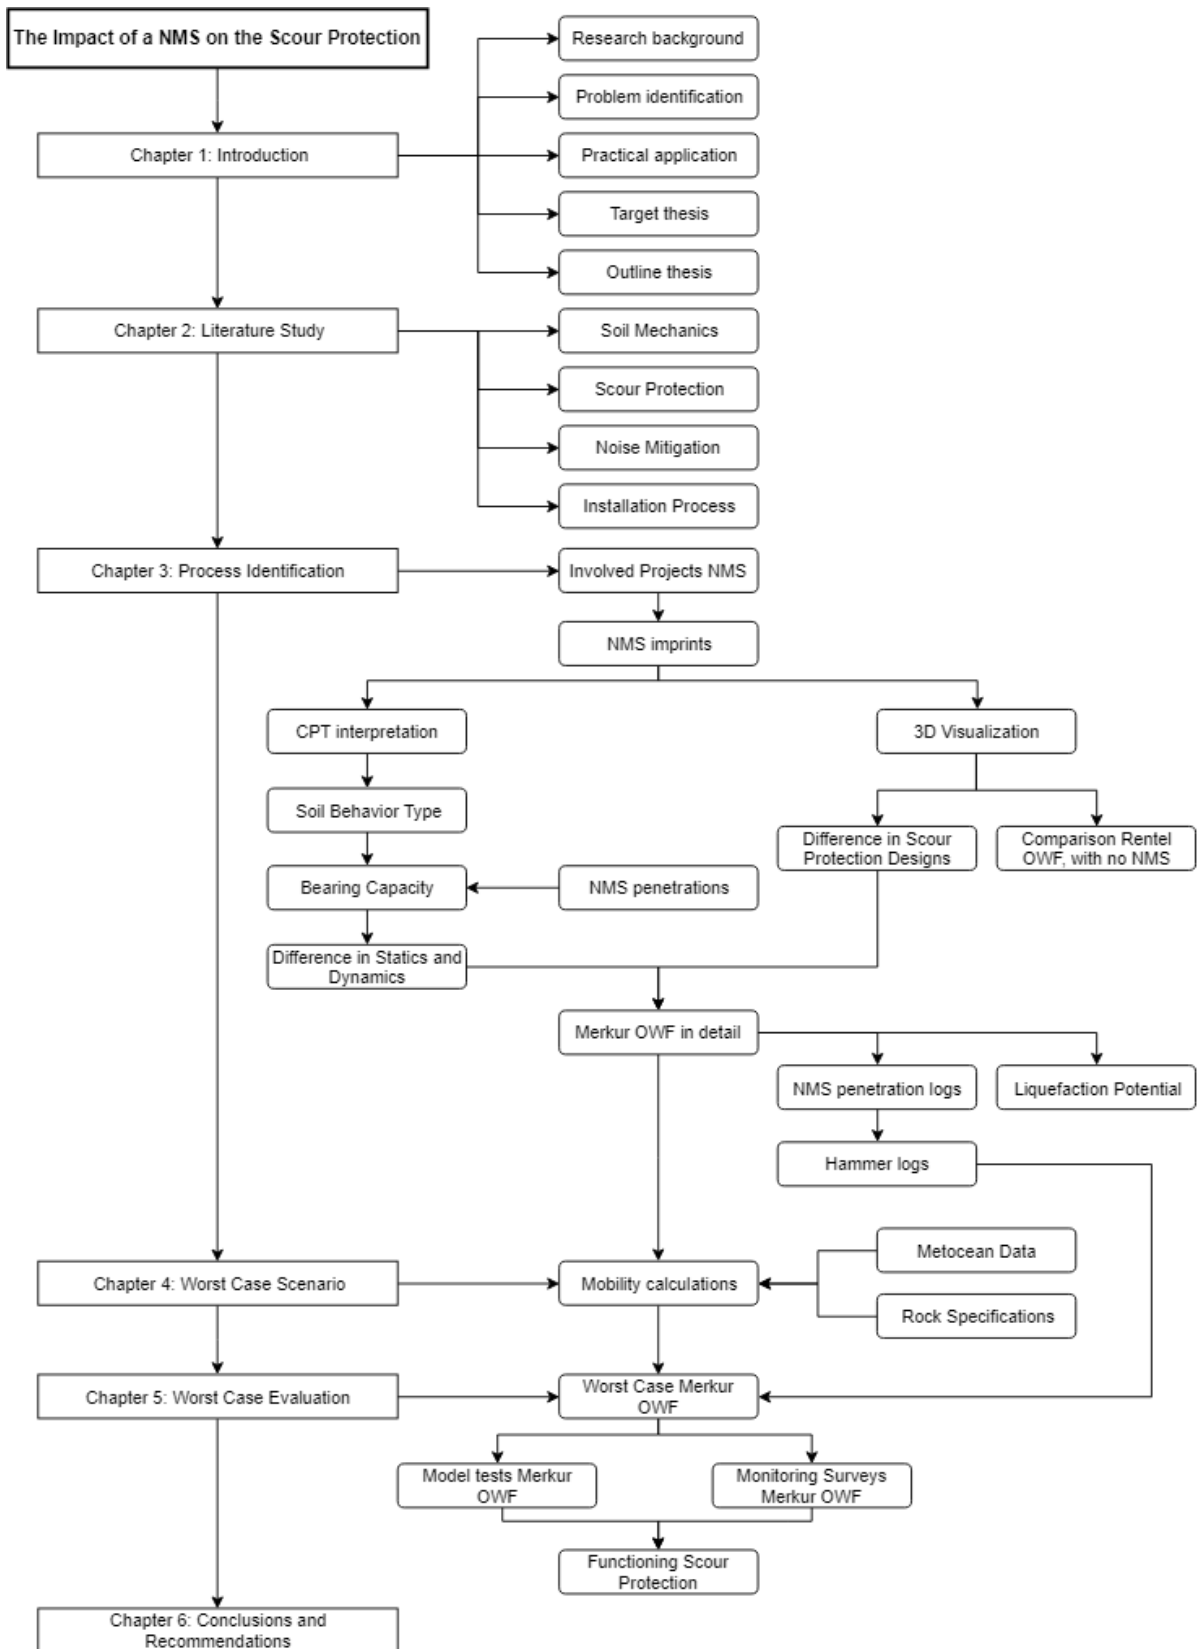 The Impact of a NMS on the Scour Protection
Research background
Problem identification
Chapter 1: Introduction
Practical application
Target thesis
Outline thesis
Chapter 2: Literature Study
Soil Mechanics
Scour Protection
Noise Mitigation
Installation Process
Chapter 3: Process Identification
Involved Projects NMS
NMS imprints
CPT interpretation
3D Visualization
Soil Behavior Type
Difference in Scour
Protection Designs
Comparison Rentel
OWF, with no NMS
Bearing Capacity
NMS penetrations
Difference in Statics and
Dynamics
Merkur OWF in detail
NMS penetration logs
Liquefaction Potential
Hammer logs
Metocean Data
Chapter 4: Worst Case Scenario
Mobility calculations
Rock Specifications
Chapter 5: Worst Case Evaluation
Worst Case Merkur
OWF
Model tests Merkur
OWF
Monitoring Surveys
Merkur OWF
Functioning Scour
Protection
Chapter 6: Conclusions and
Recommendations